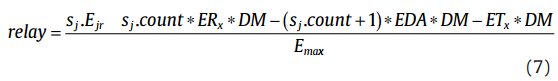 relay = s_j.E_jr s_j.count * ER_x * DM − (s_j.count + 1) * EDA * DM − ET_x * DM / E_max
(7)